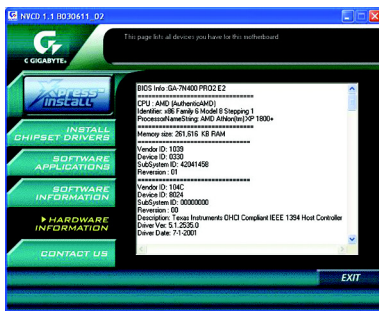 NVCD 1.1 B030611_02
This page lists all devices you have for this motherboard
GIGABYTE
Xpress-
Install
INSTALL
CHIPSET DRIVERS
SOFTWARE
APPLICATIONS
SOFTWARE
INFORMATION
HARDWARE
INFORMATION
CONTACT US
BIOS Info :GA-7N400 PRO2 E2
==============================
CPU : AMD [AuthenticAMD]
Identifier: x86 Family 6 Model 8 Stepping 1
ProcessorNameString: AMD Athlon(tm)XP 1800+
==============================
Memory size: 261,616 KB RAM
==============================
Vendor ID: 1039
Device ID: 0330
SubSystem ID: 42041458
Reversion : 01
==============================
Vendor ID: 104C
Device ID: 8024
SubSystem ID: 00000000
Reversion : 00
Description: Texas Instruments OHCI Compliant IEEE 1394 Host Controller
Driver Ver: 5.1.2535.0
Driver Date: 7-1-2001
EXIT